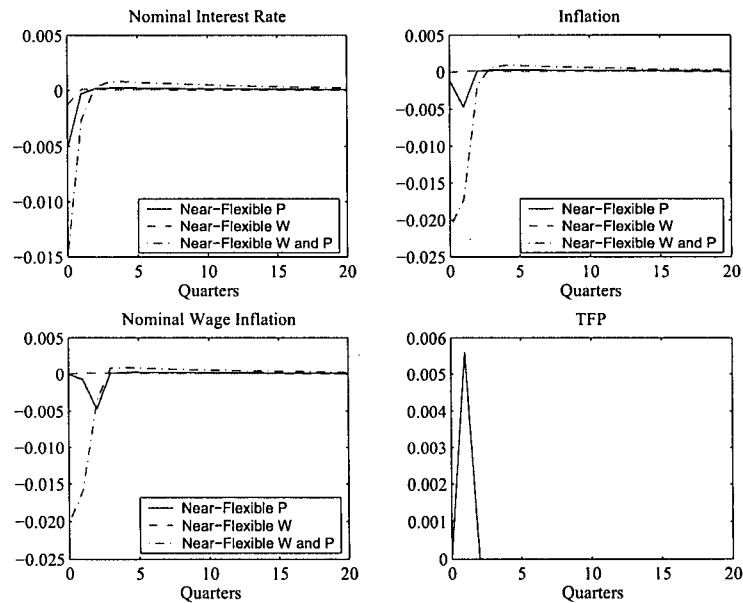 Nominal Interest Rate
0.005
0
−0.005
−0.010
−0.015
Near−Flexible P
Near−Flexible W
Near−Flexible W and P
0 5 10 15 20
Quarters
Inflation
0.005
0
−0.005
−0.010
−0.015
−0.020
−0.025
Near−Flexible P
Near−Flexible W
Near−Flexible W and P
0 5 10 15 20
Quarters
Nominal Wage Inflation
0.005
0
−0.005
−0.010
−0.015
−0.020
−0.025
Near−Flexible P
Near−Flexible W
Near−Flexible W and P
0 5 10 15 20
Quarters
TFP
0.006
0.005
0.004
0.003
0.002
0.001
0
0 5 10 15 20
Quarters